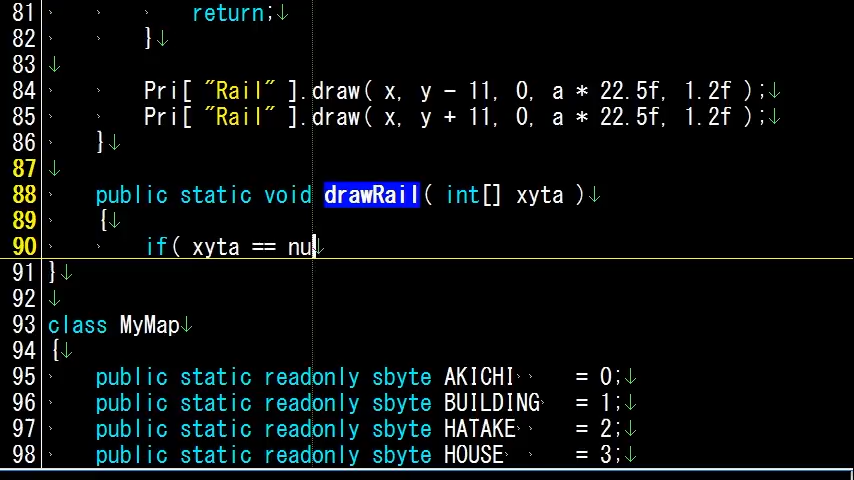 81 return;↓
82 }↓
83 ↓
84 Pri[ "Rail" ].draw( x, y - 11, 0, a * 22.5f, 1.2f );↓
85 Pri[ "Rail" ].draw( x, y + 11, 0, a * 22.5f, 1.2f );↓
86 }↓
87 ↓
88 public static void drawRail( int[] xyta )↓
89 {↓
90 if( xyta == nu↓
91 }↓
92 ↓
93 class MyMap↓
94 {↓
95 public static readonly sbyte AKICHI = 0;↓
96 public static readonly sbyte BUILDING = 1;↓
97 public static readonly sbyte HATAKE = 2;↓
98 public static readonly sbyte HOUSE = 3;↓